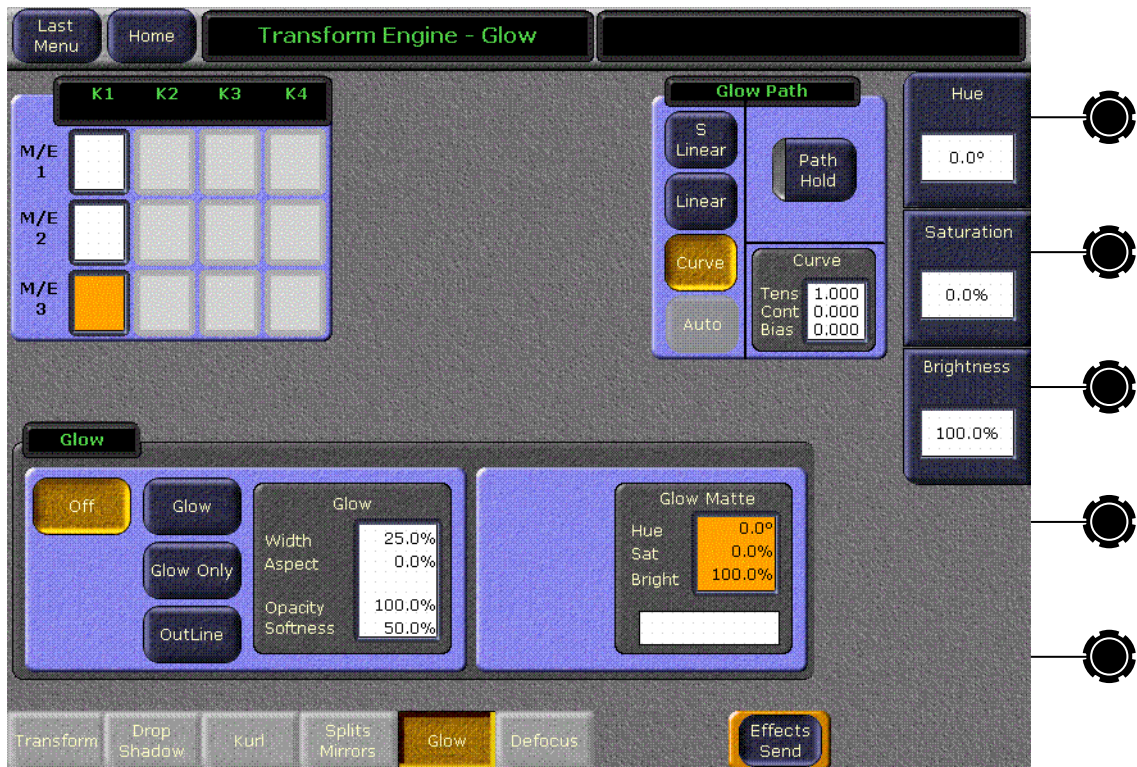 Last
Menu
Home
Transform Engine - Glow
K1 K2 K3 K4
M/E
1
M/E
2
M/E
3
Glow Path
S
Linear
Linear
Curve
Auto
Path
Hold
Curve
Tens 1.000
Cont 0.000
Bias 0.000
Hue
0.0°
Saturation
0.0%
Brightness
100.0%
Glow
Off
Glow
Glow Only
OutLine
Glow
Width 25.0%
Aspect 0.0%
Opacity 100.0%
Softness 50.0%
Glow Matte
Hue 0.0°
Sat 0.0%
Bright 100.0%
Transform
Drop
Shadow
Kurl
Splits
Mirrors
Glow
Defocus
Effects
Send